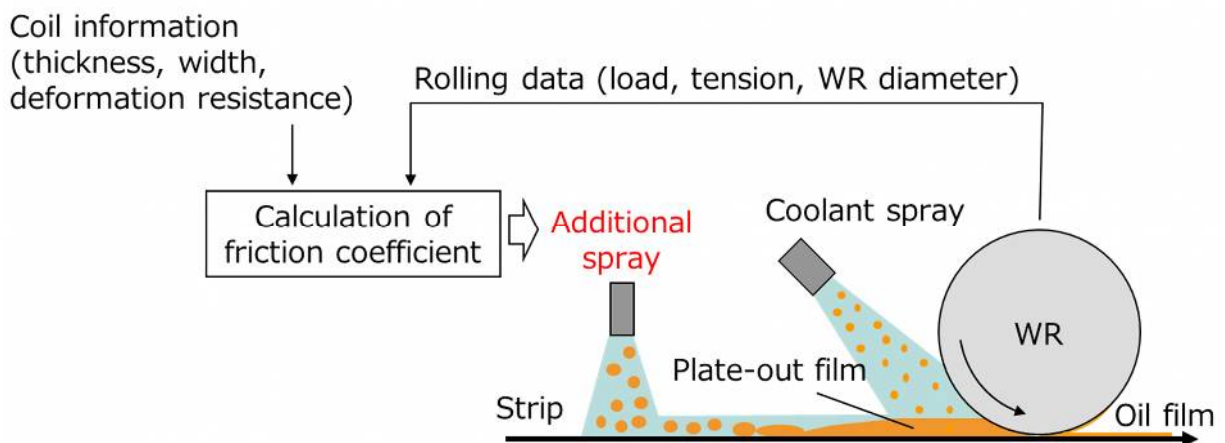 Coil information
(thickness, width,
deformation resistance)
Rolling data (load, tension, WR diameter)
Calculation of
friction coefficient
Additional
spray
Coolant spray
WR
Plate-out film
Strip
Oil film